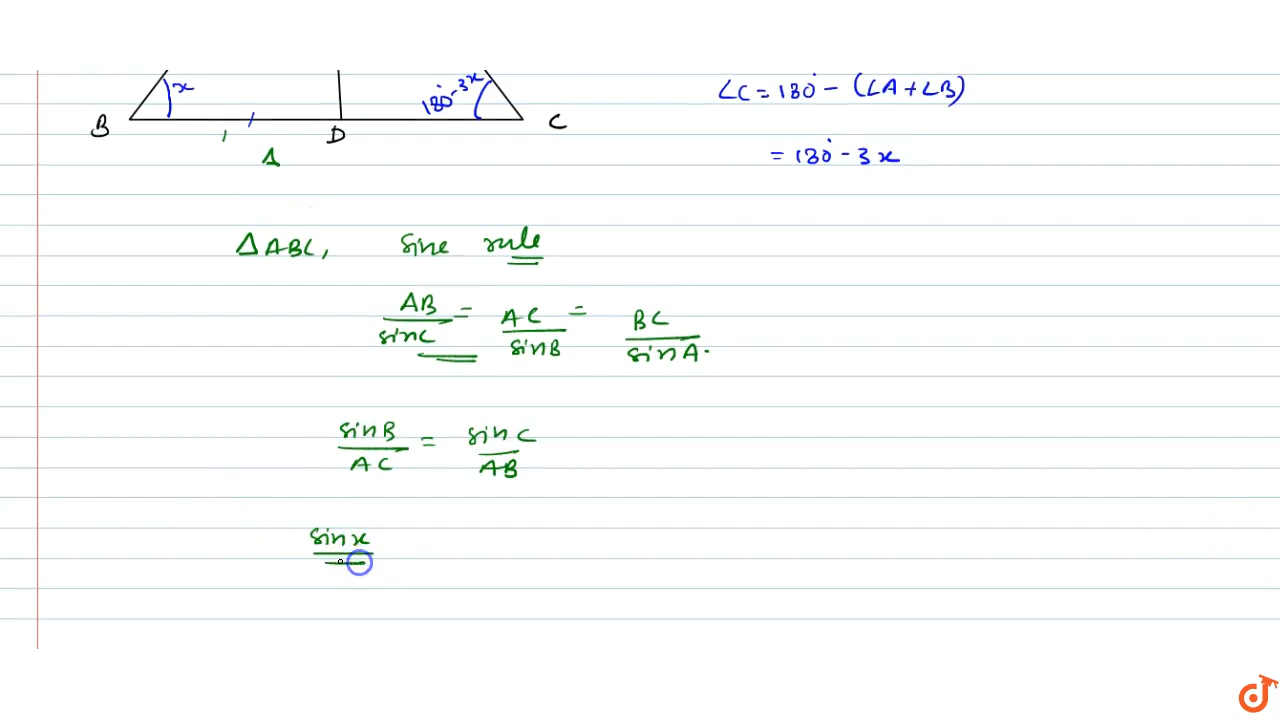 x
180° - 3x
∠C = 180° - (∠A + ∠B)
B
D
C
1
= 180° - 3x
ΔABC, Sine rule
AB/sinC = AC/sinB = BC/sinA.
sinB/AC = sinC/AB
sinx